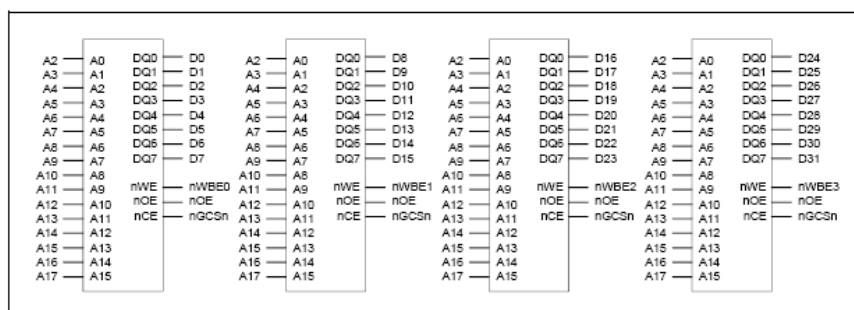 A2 A0 DQ0 D0 A2 A0 DQ0 D8 A2 A0 DQ0 D16 A2 A0 DQ0 D24
A3 A1 DQ1 D1 A3 A1 DQ1 D9 A3 A1 DQ1 D17 A3 A1 DQ1 D25
A4 A2 DQ2 D2 A4 A2 DQ2 D10 A4 A2 DQ2 D18 A4 A2 DQ2 D26
A5 A3 DQ3 D3 A5 A3 DQ3 D11 A5 A3 DQ3 D19 A5 A3 DQ3 D27
A6 A4 DQ4 D4 A6 A4 DQ4 D12 A6 A4 DQ4 D20 A6 A4 DQ4 D28
A7 A5 DQ5 D5 A7 A5 DQ5 D13 A7 A5 DQ5 D21 A7 A5 DQ5 D29
A8 A6 DQ6 D6 A8 A6 DQ6 D14 A8 A6 DQ6 D22 A8 A6 DQ6 D30
A9 A7 DQ7 D7 A9 A7 DQ7 D15 A9 A7 DQ7 D23 A9 A7 DQ7 D31
A10 A8 A10 A8 A10 A8 A10 A8
A11 A9 nWE nWBE0 A11 A9 nWE nWBE1 A11 A9 nWE nWBE2 A11 A9 nWE nWBE3
A12 A10 nOE nOE A12 A10 nOE nOE A12 A10 nOE nOE A12 A10 nOE nOE
A13 A11 nCE nGCSn A13 A11 nCE nGCSn A13 A11 nCE nGCSn A13 A11 nCE nGCSn
A14 A12 A14 A12 A14 A12 A14 A12
A15 A13 A15 A13 A15 A13 A15 A13
A16 A14 A16 A14 A16 A14 A16 A14
A17 A15 A17 A15 A17 A15 A17 A15